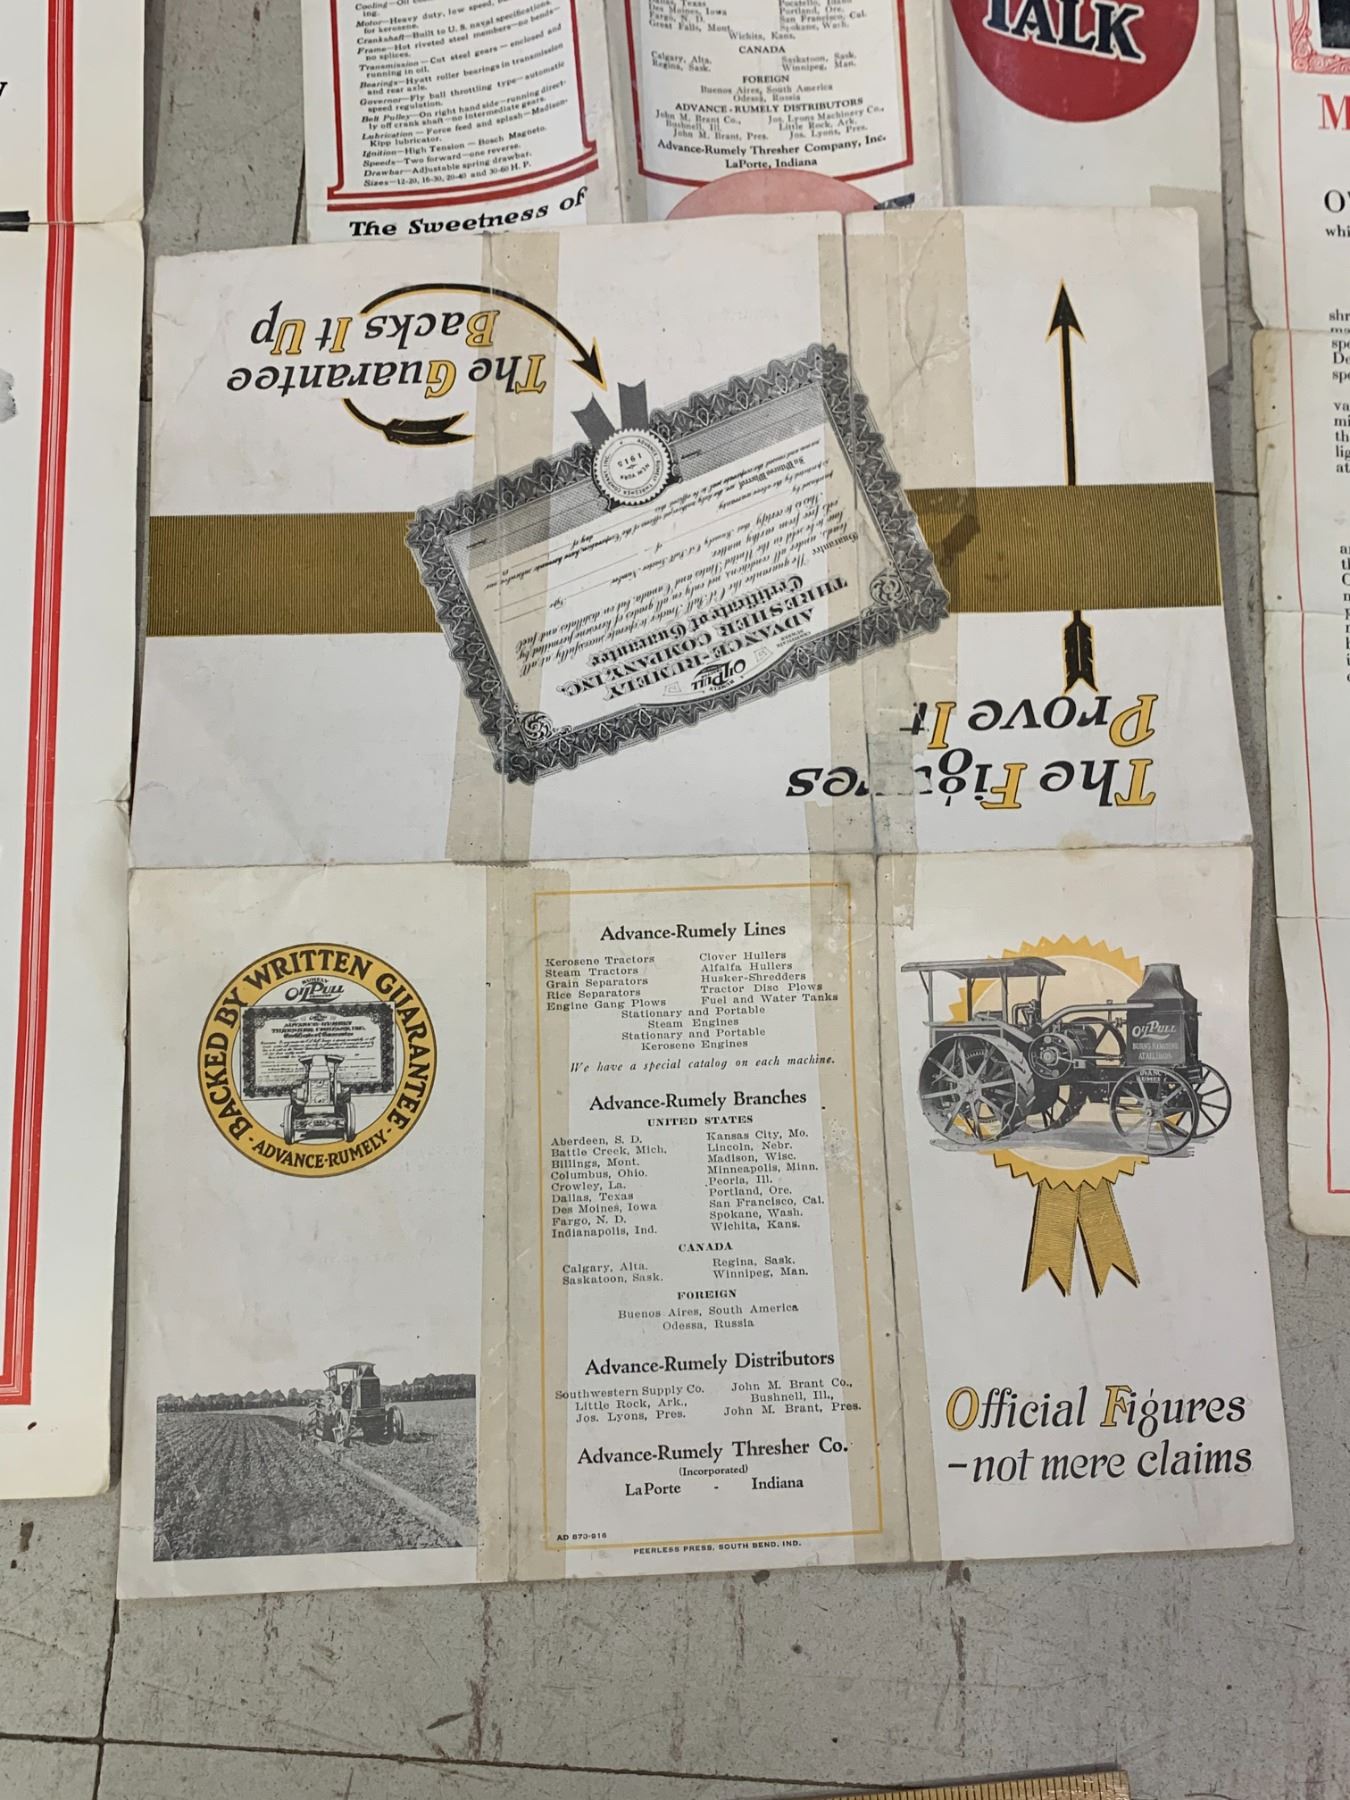 Cooling—Oil
ing.
Motor—Heavy duty, low speed,
for kerosene.
Crankshaft—Built to U. S. naval specifications.
Frame—Hot riveted steel members—no bends—
no splices.
Transmission—Cut steel gears—enclosed and
running in oil.
Bearings—Hyatt roller bearings in transmission
and rear axle.
Governor—Fly ball throttling type—automatic
speed regulation.
Belt Pulley—On right hand side—running direct-
ly off crank shaft—no intermediate gears.
Lubrication—Force feed and splash—Madison-
Kipp lubricator.
Ignition—High Tension—Bosch Magneto.
Speeds—Two forward—one reverse.
Drawbar—Adjustable spring drawbar.
Sizes—12-20, 16-30, 20-40 and 30-60 H. P.
The Sweetness of
Dallas, Texas
Des Moines, Iowa
Fargo, N. D.
Great Falls, Mont.
Pocatello, Idaho
Portland, Ore.
San Francisco, Cal.
Spokane, Wash.
Wichita, Kans.
CANADA
Calgary, Alta.
Regina, Sask.
Saskatoon, Sask.
Winnipeg, Man.
FOREIGN
Buenos Aires, South America
Odessa, Russia
ADVANCE-RUMELY DISTRIBUTORS
John M. Brant Co.,
Bushnell, Ill.
John M. Brant, Pres.
Jos. Lyons Machinery Co.,
Little Rock, Ark.
Jos. Lyons, Pres.
Advance-Rumely Thresher Company, Inc.
LaPorte, Indiana
TALK
The Guarantee
Backs It Up
The Figures
Prove It
OILPULL
ADVANCE-RUMELY
THRESHER COMPANY, INC.
Certificate of Guarantee
1915
BACKED BY WRITTEN GUARANTEE
- ADVANCE-RUMELY -
RUMELY
OILPULL
Advance-Rumely Lines
Kerosene Tractors
Steam Tractors
Grain Separators
Rice Separators
Engine Gang Plows
Clover Hullers
Alfalfa Hullers
Husker-Shredders
Tractor Disc Plows
Fuel and Water Tanks
Stationary and Portable
Steam Engines
Stationary and Portable
Kerosene Engines
We have a special catalog on each machine.
Advance-Rumely Branches
UNITED STATES
Aberdeen, S. D.
Battle Creek, Mich.
Billings, Mont.
Columbus, Ohio.
Crowley, La.
Dallas, Texas
Des Moines, Iowa
Fargo, N. D.
Indianapolis, Ind.
Kansas City, Mo.
Lincoln, Nebr.
Madison, Wisc.
Minneapolis, Minn.
Peoria, Ill.
Portland, Ore.
San Francisco, Cal.
Spokane, Wash.
Wichita, Kans.
CANADA
Calgary, Alta.
Saskatoon, Sask.
Regina, Sask.
Winnipeg, Man.
FOREIGN
Buenos Aires, South America
Odessa, Russia
Advance-Rumely Distributors
Southwestern Supply Co.
Little Rock, Ark.,
Jos. Lyons, Pres.
John M. Brant Co.,
Bushnell, Ill.,
John M. Brant, Pres.
Advance-Rumely Thresher Co.
(Incorporated)
LaPorte - Indiana
AD 870-916
PEERLESS PRESS, SOUTH BEND, IND.
OILPULL
BURNS KEROSENE
AT ALL LOADS
Official Figures
-not mere claims